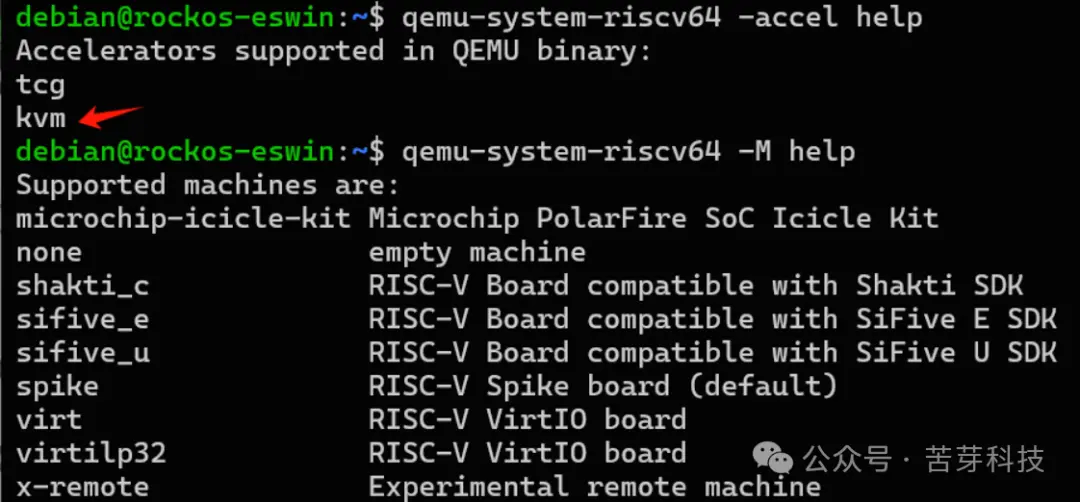 debian@rockos-eswin:~$ qemu-system-riscv64 -accel help
Accelerators supported in QEMU binary:
tcg
kvm
debian@rockos-eswin:~$ qemu-system-riscv64 -M help
Supported machines are:
microchip-icicle-kit Microchip PolarFire SoC Icicle Kit
none                 empty machine
shakti_c             RISC-V Board compatible with Shakti SDK
sifive_e             RISC-V Board compatible with SiFive E SDK
sifive_u             RISC-V Board compatible with SiFive U SDK
spike                RISC-V Spike board (default)
virt                 RISC-V VirtIO board
virtilp32            RISC-V VirtIO board
x-remote             Experimental remote machine
公众号 · 苦芽科技